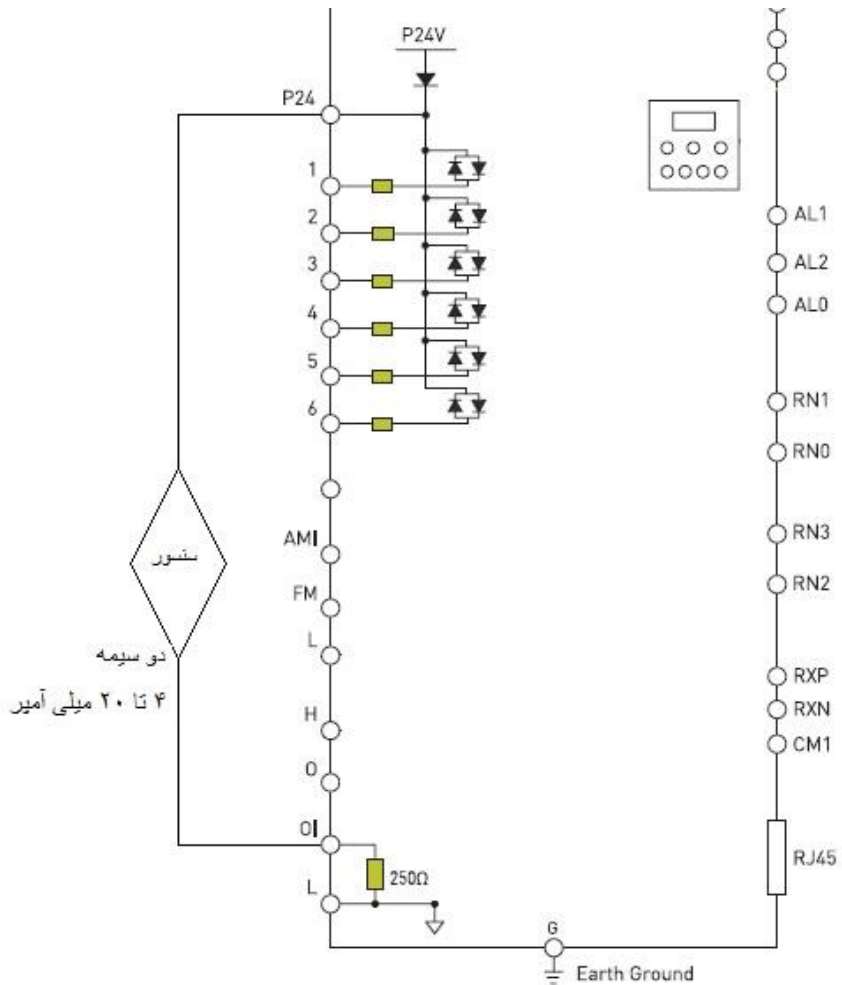 P24V
P24
1
2
3
4
5
6
AMI
FM
L
H
O
OI
L
سنسور
دو سیمه
۴ تا ۲۰ میلی آمپر
250Ω
G
Earth Ground
AL1
AL2
AL0
RN1
RN0
RN3
RN2
RXP
RXN
CM1
RJ45